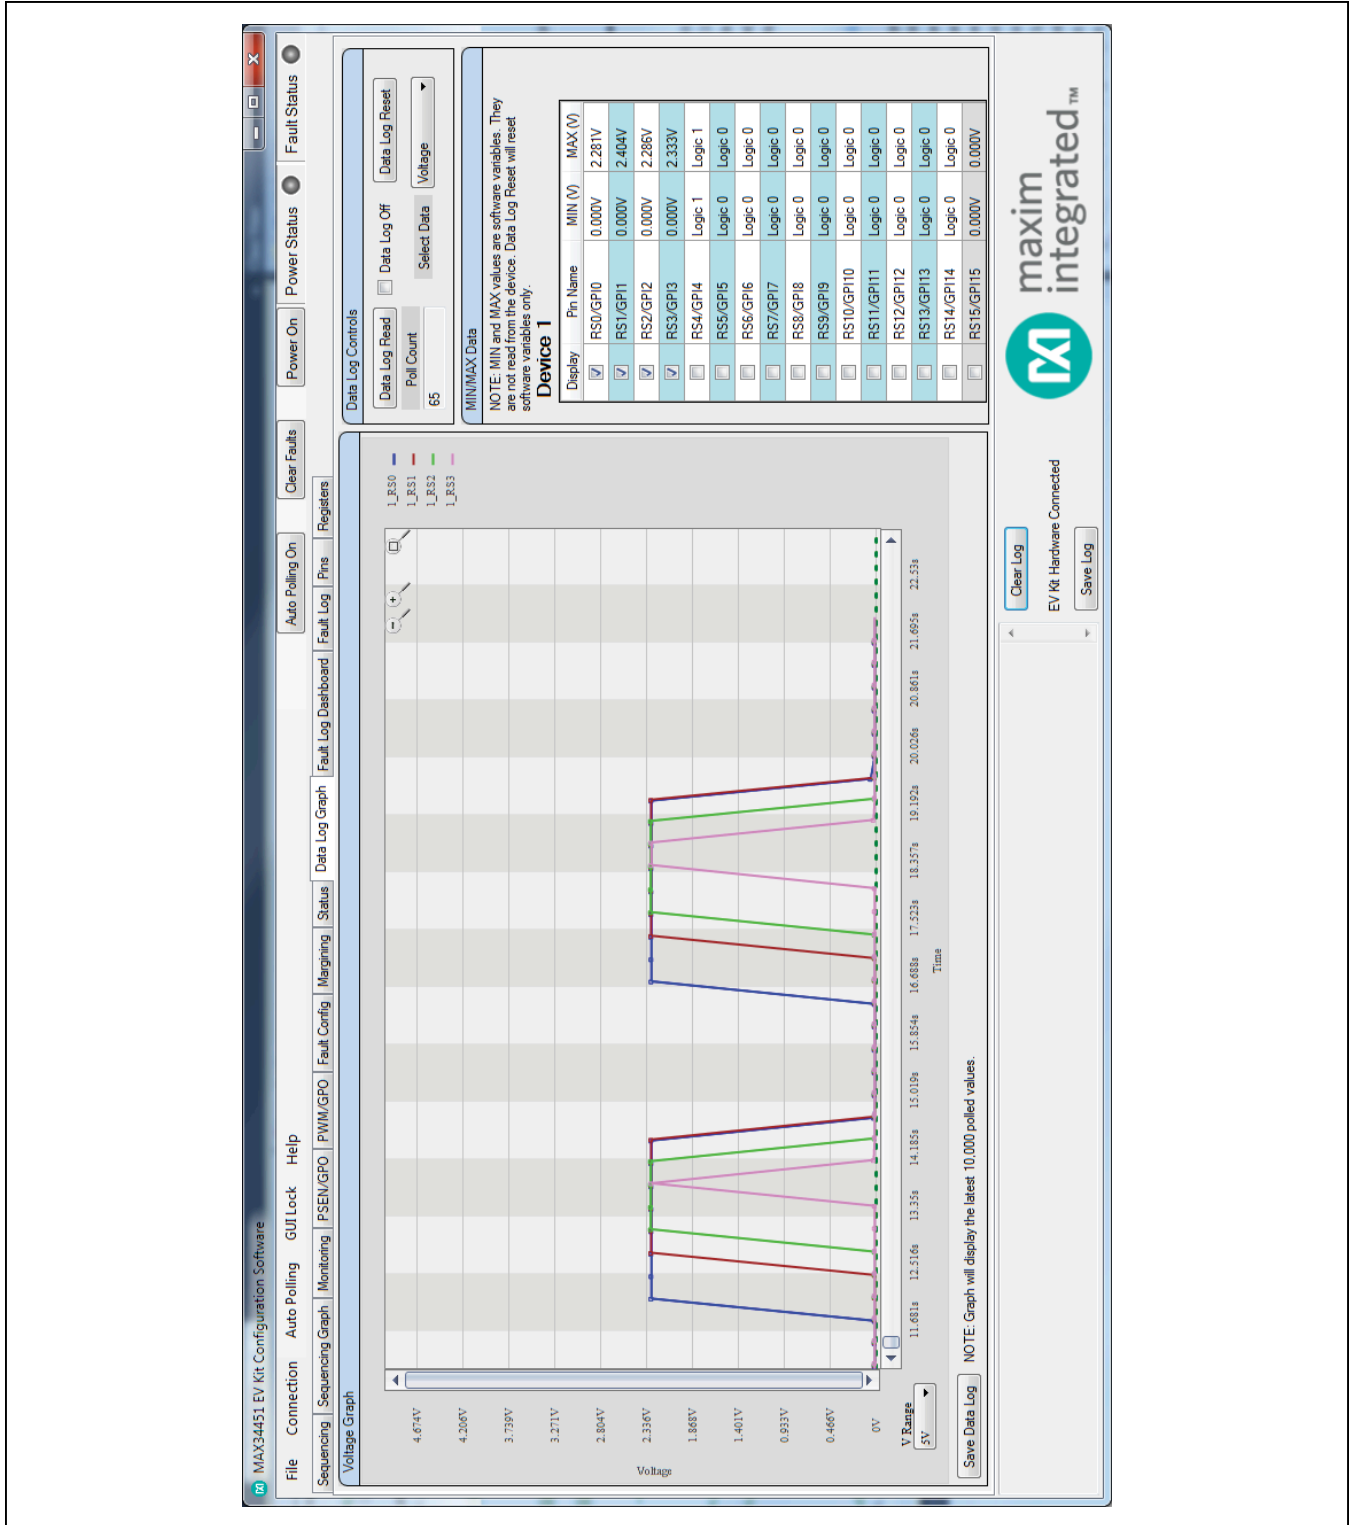 MAX34451 EV Kit Configuration Software
File Connection Auto Polling GUI Lock Help
Auto Polling On Clear Faults Power On Power Status Fault Status
Sequencing Sequencing Graph Monitoring PSEN/GPO PWM/GPO Fault Config Margining Status Data Log Graph Fault Log Dashboard Fault Log Pins Registers
Voltage Graph
4.674V
4.206V
3.739V
3.271V
2.804V
2.336V
1.868V
1.401V
0.933V
0.466V
0V
Voltage
1_RS0
1_RS1
1_RS2
1_RS3
11.681s 12.516s 13.35s 14.185s 15.019s 15.854s 16.688s 17.523s 18.357s 19.192s 20.026s 20.861s 21.695s 22.53s
Time
V Range
5V
Save Data Log NOTE: Graph will display the latest 10,000 polled values.
Data Log Controls
Data Log Read Data Log Off Data Log Reset
Poll Count Select Data Voltage
65
MIN/MAX Data
NOTE: MIN and MAX values are software variables. They
are not read from the device. Data Log Reset will reset
software variables only.
Device 1
Display Pin Name MIN (V) MAX (V)
RS0/GPI0 0.000V 2.281V
RS1/GPI1 0.000V 2.404V
RS2/GPI2 0.000V 2.286V
RS3/GPI3 0.000V 2.333V
RS4/GPI4 Logic 1 Logic 1
RS5/GPI5 Logic 0 Logic 0
RS6/GPI6 Logic 0 Logic 0
RS7/GPI7 Logic 0 Logic 0
RS8/GPI8 Logic 0 Logic 0
RS9/GPI9 Logic 0 Logic 0
RS10/GPI10 Logic 0 Logic 0
RS11/GPI11 Logic 0 Logic 0
RS12/GPI12 Logic 0 Logic 0
RS13/GPI13 Logic 0 Logic 0
RS14/GPI14 Logic 0 Logic 0
RS15/GPI15 0.000V 0.000V
Clear Log
EV Kit Hardware Connected
Save Log
maxim
integrated™